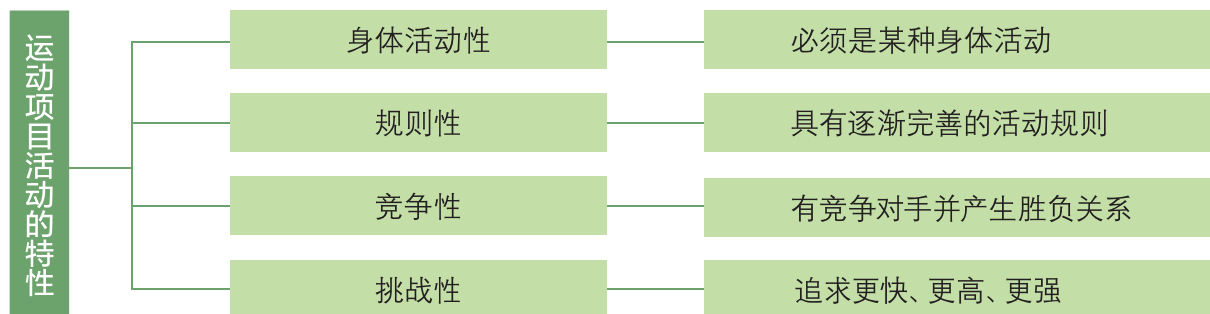 运动项目活动的特性
身体活动性
必须是某种身体活动
规则性
具有逐渐完善的活动规则
竞争性
有竞争对手并产生胜负关系
挑战性
追求更快、更高、更强